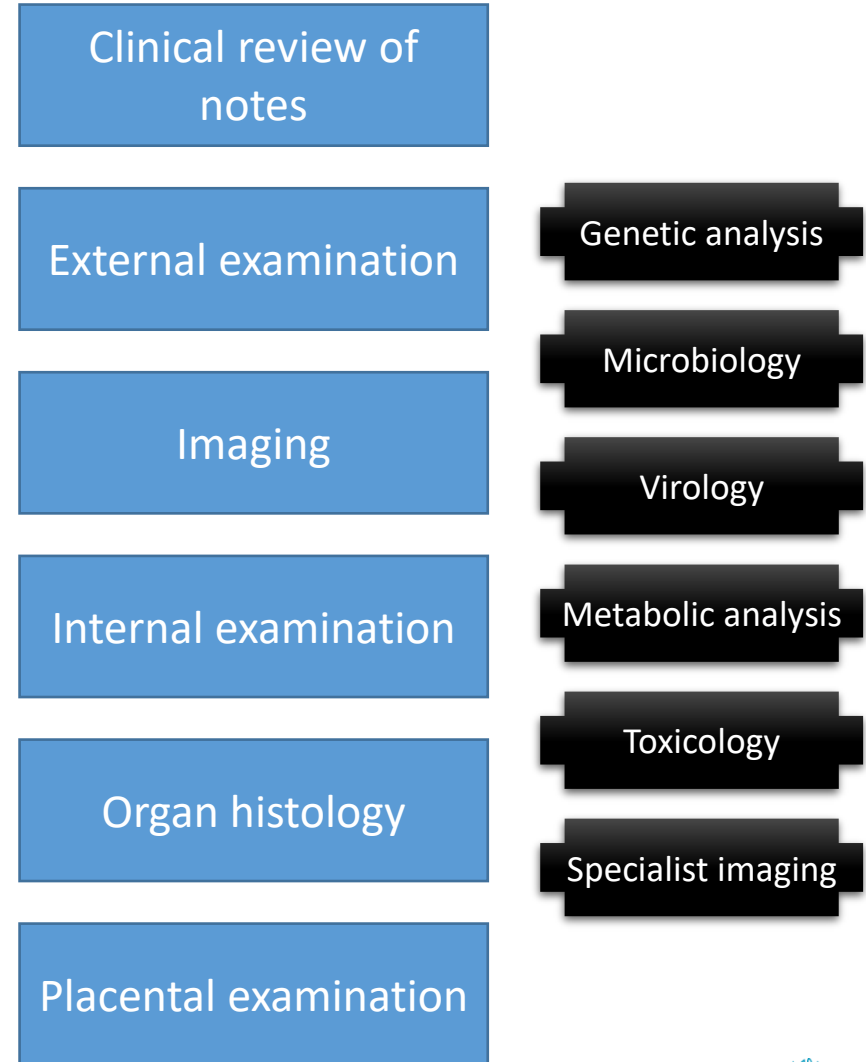 Clinical review of
notes
External examination
Imaging
Internal examination
Organ histology
Placental examination
Genetic analysis
Microbiology
Virology
Metabolic analysis
Toxicology
Specialist imaging